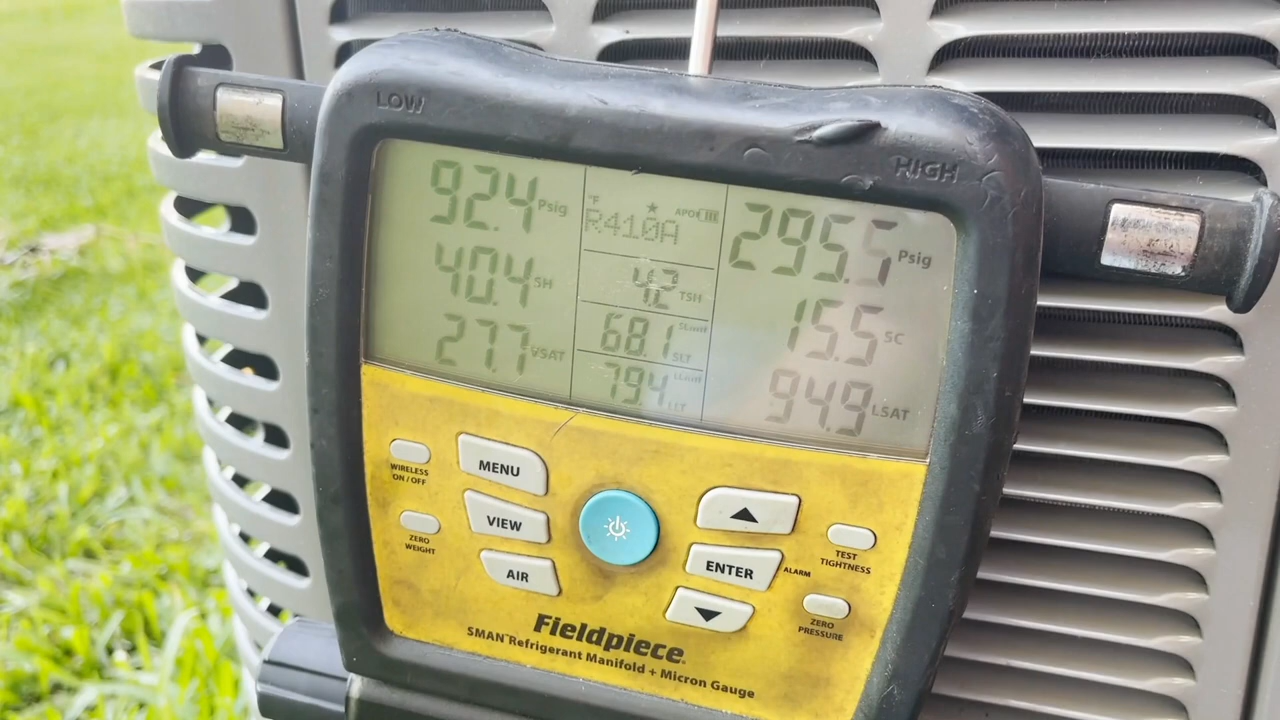 LOW
HIGH
92.4 Psig
40.4 SH
27.7 VSAT
°F
R410A
APO
4.2 TSH
68.1 SLT
79.4 LLT
295.5 Psig
15.5 SC
94.9 LSAT
WIRELESS
ON / OFF
ZERO
WEIGHT
MENU
VIEW
AIR
ENTER
ALARM
TEST
TIGHTNESS
ZERO
PRESSURE
Fieldpiece
SMAN™ Refrigerant Manifold + Micron Gauge